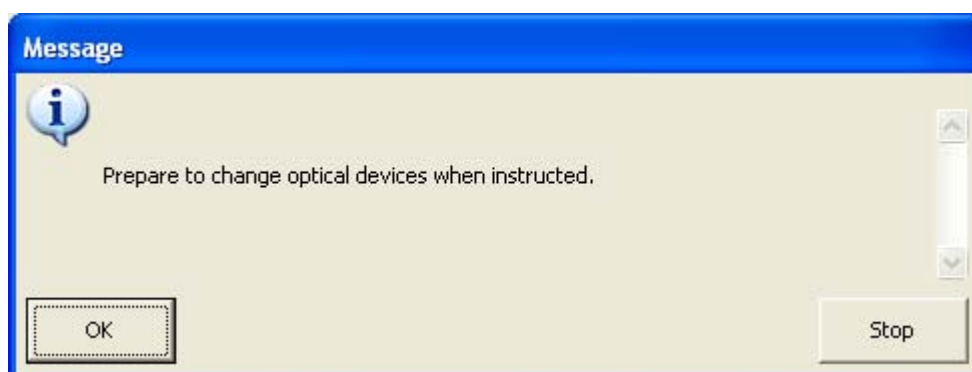 Message
Prepare to change optical devices when instructed.
OK
Stop